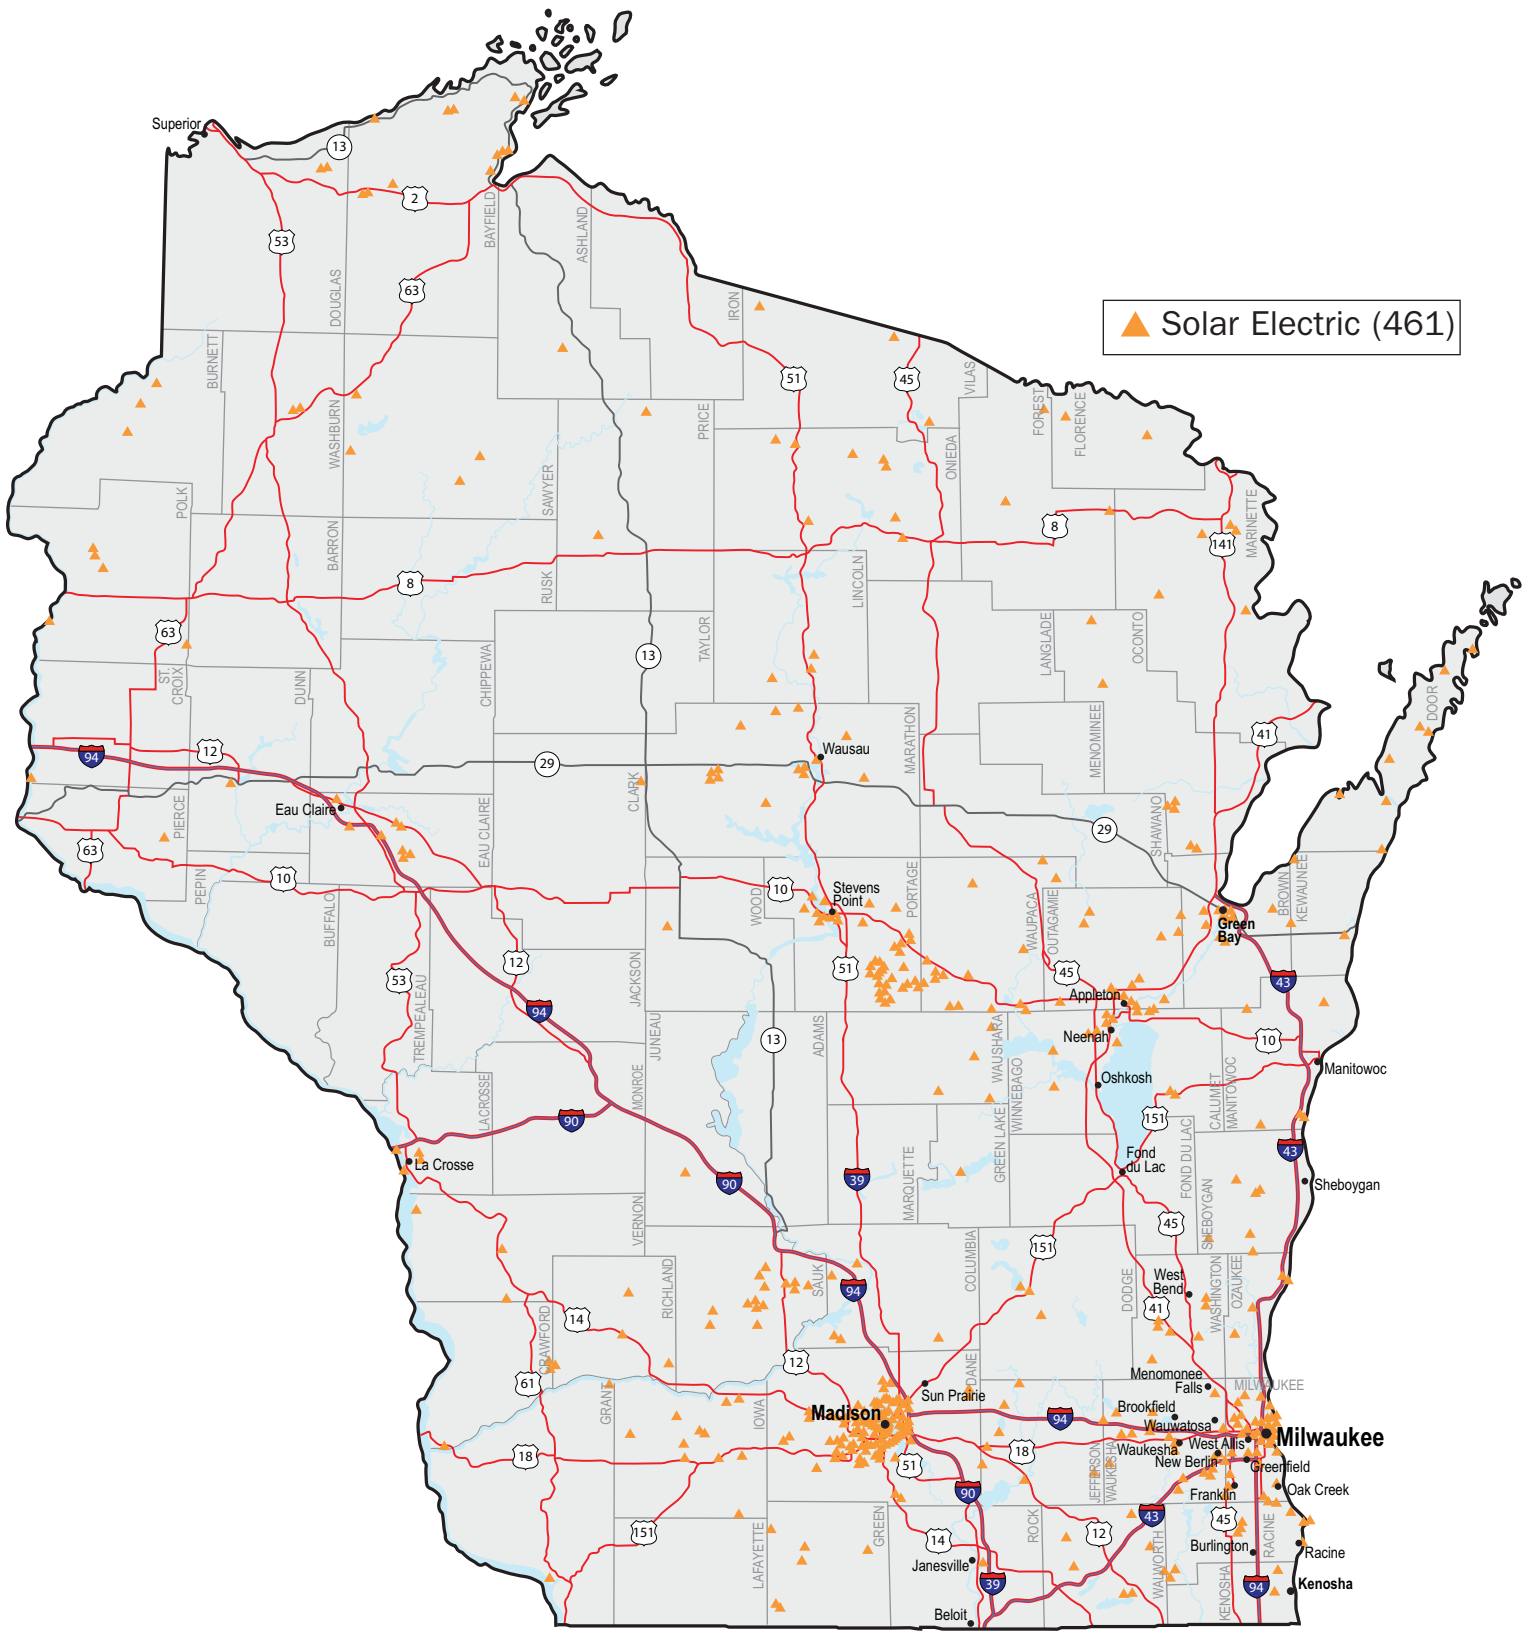 Superior
13
2
BAYFIELD
ASHLAND
53
63
DOUGLAS
IRON
Solar Electric (461)
BURNETT
51
45
VILAS
WASHBURN
PRICE
FOREST
FLORENCE
SAWYER
ONIEDA
POLK
BARRON
8
141
MARINETTE
8
RUSK
LINCOLN
63
13
TAYLOR
LANGLADE
OCONTO
ST.
CROIX
DUNN
CHIPPEWA
DOOR
94
12
29
Wausau
MARATHON
MENOMINEE
41
Eau Claire
PIERCE
EAU CLAIRE
CLARK
SHAWANO
29
63
10
PEPIN
BUFFALO
10
WOOD
Stevens
Point
PORTAGE
WAUPACA
OUTAGAMIE
BROWN
KEWAUNEE
Green
Bay
53
12
JACKSON
51
45
43
TREMPEALEAU
94
Appleton
JUNEAU
13
ADAMS
WAUSHARA
Neenah
10
LACROSSE
MONROE
WINNEBAGO
Oshkosh
CALUMET
MANITOWOC
Manitowoc
90
151
La Crosse
90
39
MARQUETTE
GREEN LAKE
Fond
du Lac
FOND DU LAC
43
Sheboygan
SHEBOYGAN
VERNON
151
45
RICHLAND
SAUK
94
COLUMBIA
DODGE
West
Bend
WASHINGTON
OZAUKEE
14
41
CRAWFORD
12
DANE
61
Sun Prairie
Menomonee
Falls
MILWAUKEE
GRANT
IOWA
Madison
94
Brookfield
Wauwatosa
Milwaukee
18
51
18
JEFFERSON
WAUKESHA
Waukesha
West Allis
New Berlin
Greenfield
90
Franklin
Oak Creek
151
LAFAYETTE
GREEN
14
ROCK
12
43
45
RACINE
Janesville
WALWORTH
Burlington
Racine
39
KENOSHA
94
Kenosha
Beloit